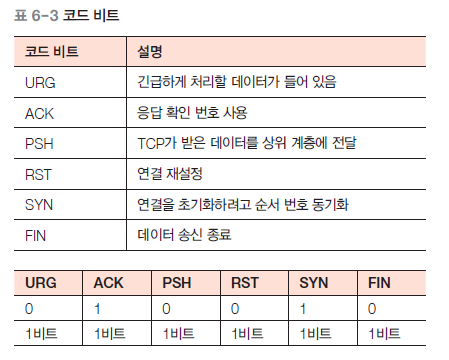 표 6-3 코드 비트
코드 비트 설명
URG 긴급하게 처리할 데이터가 들어 있음
ACK 응답 확인 번호 사용
PSH TCP가 받은 데이터를 상위 계층에 전달
RST 연결 재설정
SYN 연결을 초기화하려고 순서 번호 동기화
FIN 데이터 송신 종료
URG ACK PSH RST SYN FIN
0 1 0 0 1 0
1비트 1비트 1비트 1비트 1비트 1비트